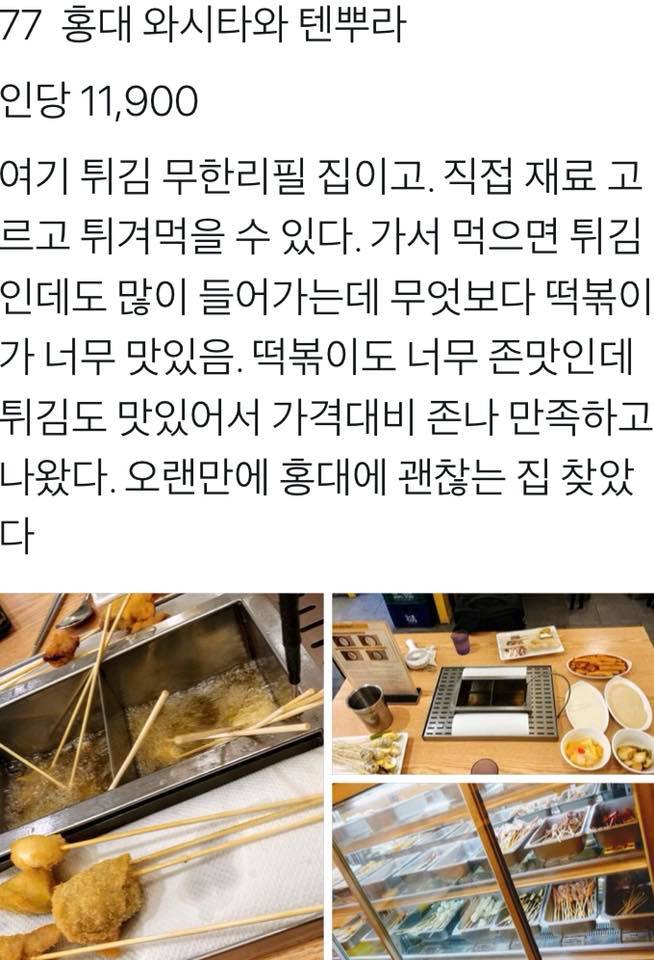 77 홍대 와시타와 텐뿌라
인당 11,900
여기 튀김 무한리필 집이고. 직접 재료 고
르고 튀겨먹을 수 있다. 가서 먹으면 튀김
인데도 많이 들어가는데 무엇보다 떡볶이
가 너무 맛있음. 떡볶이도 너무 존맛인데
튀김도 맛있어서 가격대비 존나 만족하고
나왔다. 오랜만에 홍대에 괜찮는 집 찾았
다